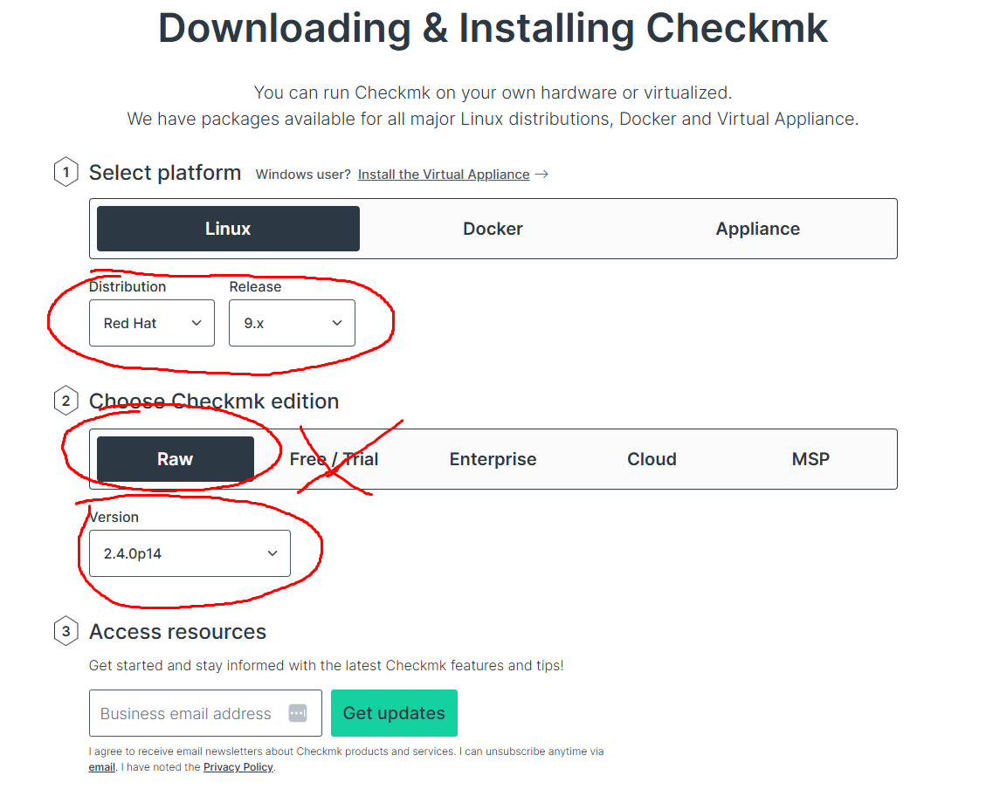 Downloading & Installing Checkmk
You can run Checkmk on your own hardware or virtualized.
We have packages available for all major Linux distributions, Docker and Virtual Appliance.
1 Select platform Windows user? Install the Virtual Appliance →
Linux Docker Appliance
Distribution Release
Red Hat 9.x
2 Choose Checkmk edition
Raw Free / Trial Enterprise Cloud MSP
Version
2.4.0p14
3 Access resources
Get started and stay informed with the latest Checkmk features and tips!
Business email address Get updates
I agree to receive email newsletters about Checkmk products and services. I can unsubscribe anytime via
email. I have noted the Privacy Policy.